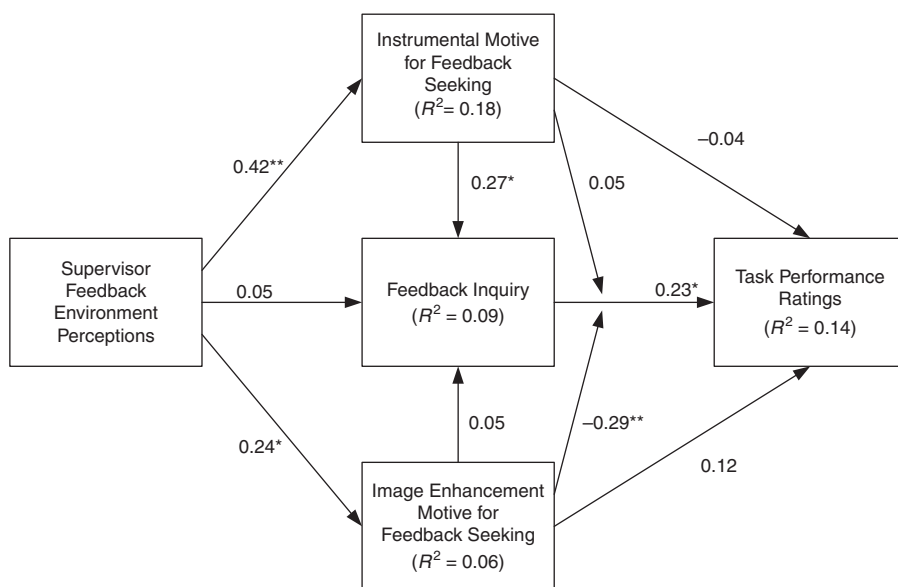 Instrumental Motive
for Feedback
Seeking
(R²= 0.18)
−0.04
0.42**
0.27*
0.05
Supervisor
Feedback
Environment
Perceptions
0.05
Feedback Inquiry
(R² = 0.09)
0.23*
Task Performance
Ratings
(R² = 0.14)
0.24*
0.05
−0.29**
0.12
Image Enhancement
Motive for
Feedback Seeking
(R² = 0.06)